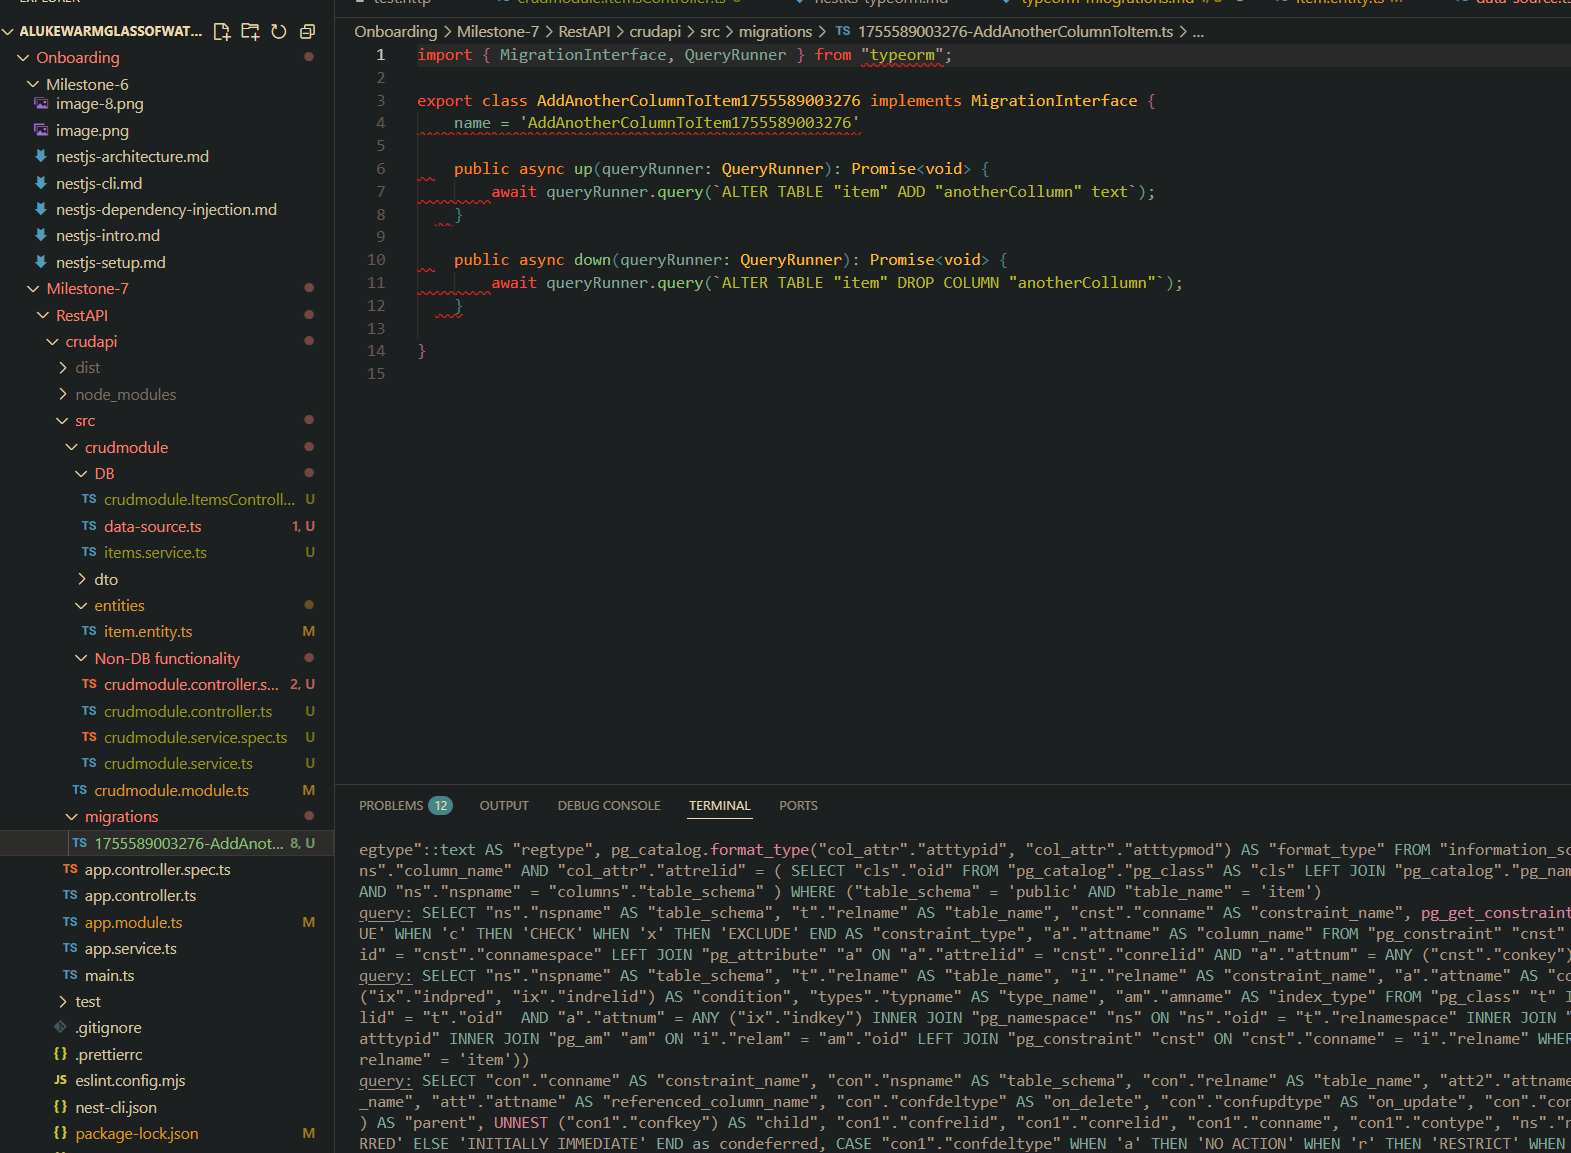 ALUKEWARMGLASSOFWAT...
Onboarding
Milestone-6
image-8.png
image.png
nestjs-architecture.md
nestjs-cli.md
nestjs-dependency-injection.md
nestjs-intro.md
nestjs-setup.md
Milestone-7
RestAPI
crudapi
dist
node_modules
src
crudmodule
DB
TS crudmodule.ItemsControll... U
TS data-source.ts 1, U
TS items.service.ts U
dto
entities
TS item.entity.ts M
Non-DB functionality
TS crudmodule.controller.s... 2, U
TS crudmodule.controller.ts U
TS crudmodule.service.spec.ts U
TS crudmodule.service.ts U
TS crudmodule.module.ts M
migrations
TS 1755589003276-AddAnot... 8, U
TS app.controller.spec.ts
TS app.controller.ts
TS app.module.ts M
TS app.service.ts
TS main.ts
test
.gitignore
{} .prettierrc
JS eslint.config.mjs
{} nest-cli.json
{} package-lock.json M
Onboarding > Milestone-7 > RestAPI > crudapi > src > migrations > TS 1755589003276-AddAnotherColumnToItem.ts > ...
1 import { MigrationInterface, QueryRunner } from "typeorm";
2
3 export class AddAnotherColumnToItem1755589003276 implements MigrationInterface {
4 name = 'AddAnotherColumnToItem1755589003276'
5
6 public async up(queryRunner: QueryRunner): Promise<void> {
7 await queryRunner.query(`ALTER TABLE "item" ADD "anotherCollumn" text`);
8 }
9
10 public async down(queryRunner: QueryRunner): Promise<void> {
11 await queryRunner.query(`ALTER TABLE "item" DROP COLUMN "anotherCollumn"`);
12 }
13
14 }
15
PROBLEMS 12 OUTPUT DEBUG CONSOLE TERMINAL PORTS
egtype"::text AS "regtype", pg_catalog.format_type("col_attr"."atttypid", "col_attr"."atttypmod") AS "format_type" FROM "information_sc
ns"."column_name" AND "col_attr"."attrelid" = ( SELECT "cls"."oid" FROM "pg_catalog"."pg_class" AS "cls" LEFT JOIN "pg_catalog"."pg_nam
AND "ns"."nspname" = "columns"."table_schema" ) WHERE ("table_schema" = 'public' AND "table_name" = 'item')
query: SELECT "ns"."nspname" AS "table_schema", "t"."relname" AS "table_name", "cnst"."conname" AS "constraint_name", pg_get_constraint
UE' WHEN 'c' THEN 'CHECK' WHEN 'x' THEN 'EXCLUDE' END AS "constraint_type", "a"."attname" AS "column_name" FROM "pg_constraint" "cnst"
id" = "cnst"."connamespace" LEFT JOIN "pg_attribute" "a" ON "a"."attrelid" = "cnst"."conrelid" AND "a"."attnum" = ANY ("cnst"."conkey")
query: SELECT "ns"."nspname" AS "table_schema", "t"."relname" AS "table_name", "i"."relname" AS "constraint_name", "a"."attname" AS "co
("ix"."indpred", "ix"."indrelid") AS "condition", "types"."typname" AS "type_name", "am"."amname" AS "index_type" FROM "pg_class" "t" I
lid" = "t"."oid"  AND "a"."attnum" = ANY ("ix"."indkey") INNER JOIN "pg_namespace" "ns" ON "ns"."oid" = "t"."relnamespace" INNER JOIN "
atttypid" INNER JOIN "pg_am" "am" ON "i"."relam" = "am"."oid" LEFT JOIN "pg_constraint" "cnst" ON "cnst"."conname" = "i"."relname" WHER
relname" = 'item'))
query: SELECT "con"."conname" AS "constraint_name", "con"."nspname" AS "table_schema", "con"."relname" AS "table_name", "att2"."attname
_name", "att"."attname" AS "referenced_column_name", "con"."confdeltype" AS "on_delete", "con"."confupdtype" AS "on_update", "con"."con
) AS "parent", UNNEST ("con1"."confkey") AS "child", "con1"."confrelid", "con1"."conrelid", "con1"."conname", "con1"."contype", "ns"."n
RRED' ELSE 'INITIALLY IMMEDIATE' END as condeferred, CASE "con1"."confdeltype" WHEN 'a' THEN 'NO ACTION' WHEN 'r' THEN 'RESTRICT' WHEN